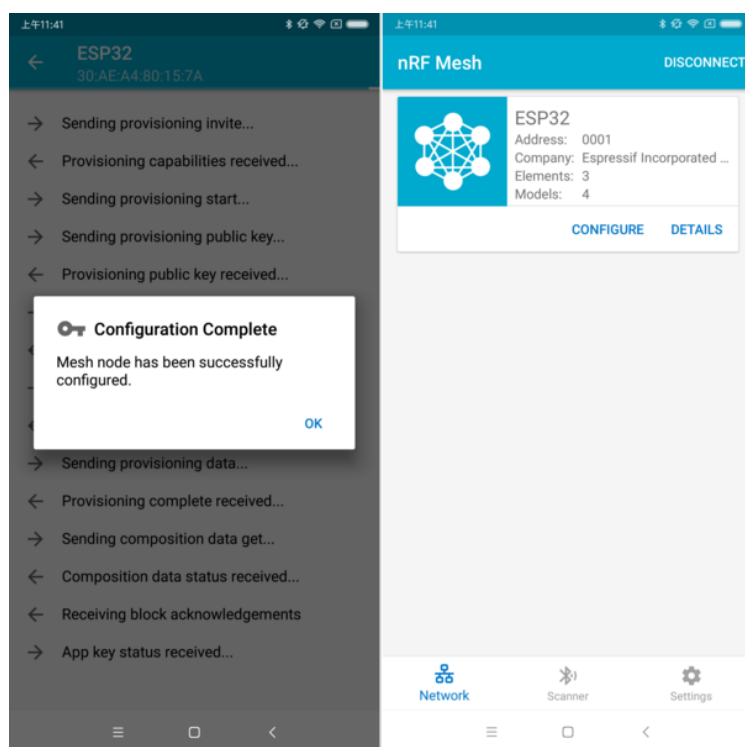 上午11:41
ESP32
30:AE:A4:80:15:7A
Sending provisioning invite...
Provisioning capabilities received...
Sending provisioning start...
Sending provisioning public key...
Provisioning public key received...
Configuration Complete
Mesh node has been successfully
configured.
OK
Sending provisioning data...
Provisioning complete received...
Sending composition data get...
Composition data status received...
Receiving block acknowledgements
App key status received...
上午11:41
nRF Mesh
DISCONNECT
ESP32
Address: 0001
Company: Espressif Incorporated ...
Elements: 3
Models: 4
CONFIGURE DETAILS
Network Scanner Settings